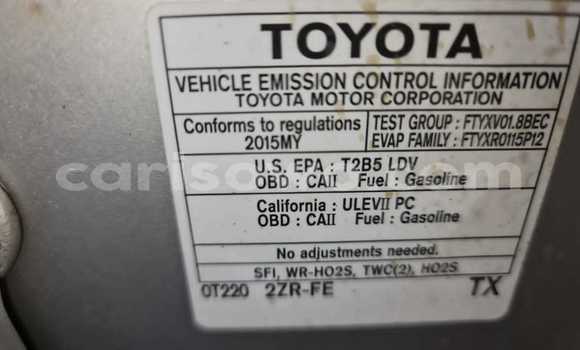 TOYOTA
VEHICLE EMISSION CONTROL INFORMATION
TOYOTA MOTOR CORPORATION
Conforms to regulations
2015MY
TEST GROUP : FTYXV01.8BEC
EVAP FAMILY : FTYXR0115P12
U.S. EPA : T2B5 LDV
OBD : CAII Fuel : Gasoline
California : ULEVII PC
OBD : CAII Fuel : Gasoline
No adjustments needed.
SFI, WR-HO2S, TWC(2), HO2S
0T220 2ZR-FE TX